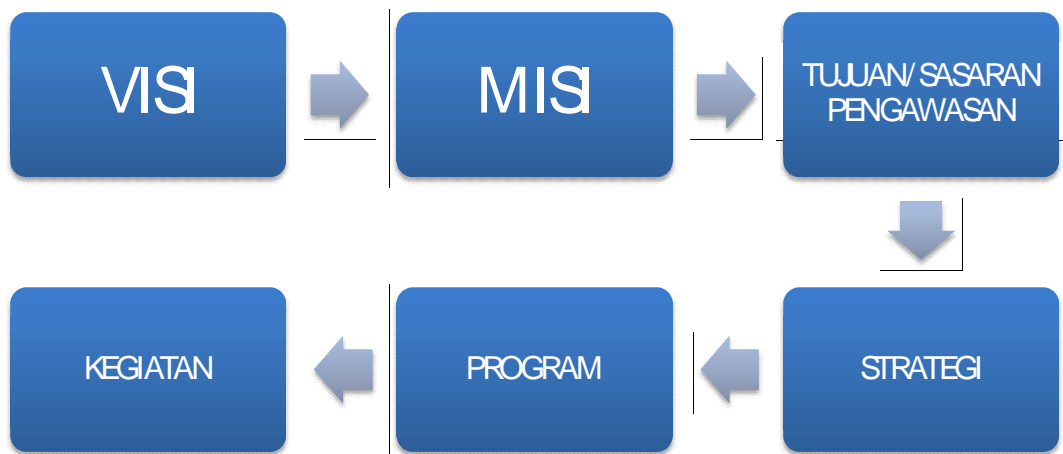 VISI
MISI
TUJUAN/ SASARAN
PENGAWASAN
STRATEGI
PROGRAM
KEGIATAN